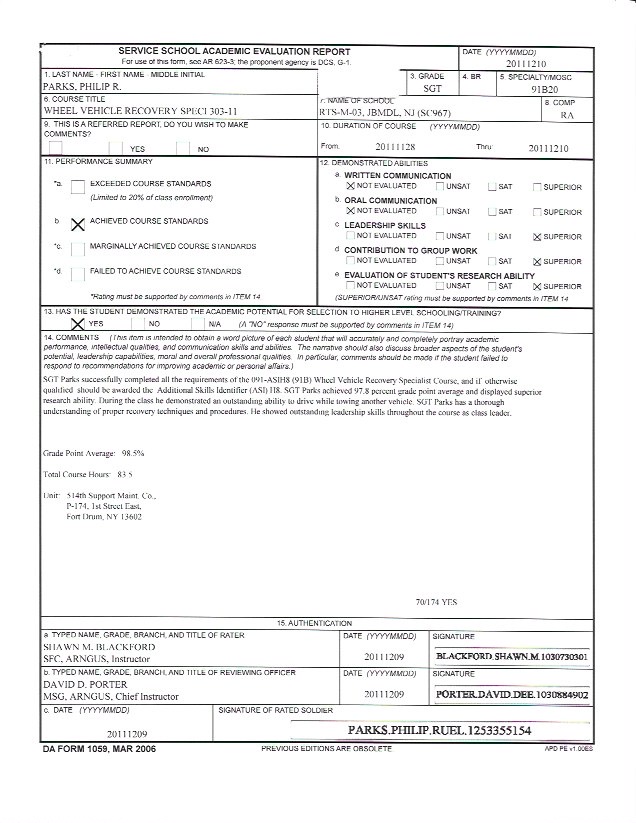 SERVICE SCHOOL ACADEMIC EVALUATION REPORT
For use of this form, see AR 623-3; the proponent agency is DCS, G-1.
DATE (YYYYMMDD)
20111210
1. LAST NAME - FIRST NAME - MIDDLE INITIAL
PARKS, PHILIP R.
3. GRADE
SGT
4. BR
5. SPECIALTY/MOSC
91B20
6. COURSE TITLE
WHEEL VEHICLE RECOVERY SPECI 303-11
7. NAME OF SCHOOL
RTS-M-03, JBMDL, NJ (SC967)
8. COMP
RA
9. THIS IS A REFERRED REPORT, DO YOU WISH TO MAKE
COMMENTS?
YES NO
10. DURATION OF COURSE (YYYYMMDD)
From. 20111128 Thru: 20111210
11. PERFORMANCE SUMMARY
*a. EXCEEDED COURSE STANDARDS
(Limited to 20% of class enrollment)
b. X ACHIEVED COURSE STANDARDS
*c. MARGINALLY ACHIEVED COURSE STANDARDS
*d. FAILED TO ACHIEVE COURSE STANDARDS
*Rating must be supported by comments in ITEM 14
12. DEMONSTRATED ABILITIES
a. WRITTEN COMMUNICATION
X NOT EVALUATED UNSAT SAT SUPERIOR
b. ORAL COMMUNICATION
X NOT EVALUATED UNSAT SAT SUPERIOR
c LEADERSHIP SKILLS
NOT EVALUATED UNSAT SAT X SUPERIOR
d CONTRIBUTION TO GROUP WORK
NOT EVALUATED UNSAT SAT X SUPERIOR
e EVALUATION OF STUDENT'S RESEARCH ABILITY
NOT EVALUATED UNSAT SAT X SUPERIOR
(SUPERIOR/UNSAT rating must be supported by comments in ITEM 14
13. HAS THE STUDENT DEMONSTRATED THE ACADEMIC POTENTIAL FOR SELECTION TO HIGHER LEVEL SCHOOLING/TRAINING?
X YES NO N/A (A "NO" response must be supported by comments in ITEM 14)
14. COMMENTS (This item is intended to obtain a word picture of each student that will accurately and completely portray academic
performance, intellectual qualities, and communication skills and abilities. The narrative should also discuss broader aspects of the student's
potential, leadership capabilities, moral and overall professional qualities. In particular, comments should be made if the student failed to
respond to recommendations for improving academic or personal affairs.)
SGT Parks successfully completed all the requirements of the 091-ASIH8 (91B) Wheel Vehicle Recovery Specialist Course, and if otherwise
qualified should be awarded the Additional Skills Identifier (ASI) H8. SGT Parks achieved 97.8 percent grade point average and displayed superior
research ability. During the class he demonstrated an outstanding ability to drive while towing another vehicle. SGT Parks has a thorough
understanding of proper recovery techniques and procedures. He showed outstanding leadership skills throughout the course as class leader.
Grade Point Average: 98.5%
Total Course Hours: 83.5
Unit: 514th Support Maint. Co.,
P-174, 1st Street East,
Fort Drum, NY 13602
70/174 YES
15. AUTHENTICATION
a. TYPED NAME, GRADE, BRANCH, AND TITLE OF RATER
SHAWN M. BLACKFORD
SFC, ARNGUS, Instructor
DATE (YYYYMMDD)
20111209
SIGNATURE
BLACKFORD.SHAWN.M.1030730301
b. TYPED NAME, GRADE, BRANCH, AND TITLE OF REVIEWING OFFICER
DAVID D. PORTER
MSG, ARNGUS, Chief Instructor
DATE (YYYYMMDD)
20111209
SIGNATURE
PORTER.DAVID.DEE.1030884902
c. DATE (YYYYMMDD)
20111209
SIGNATURE OF RATED SOLDIER
PARKS.PHILIP.RUEL.1253355154
DA FORM 1059, MAR 2006
PREVIOUS EDITIONS ARE OBSOLETE.
APD PE v1.00ES